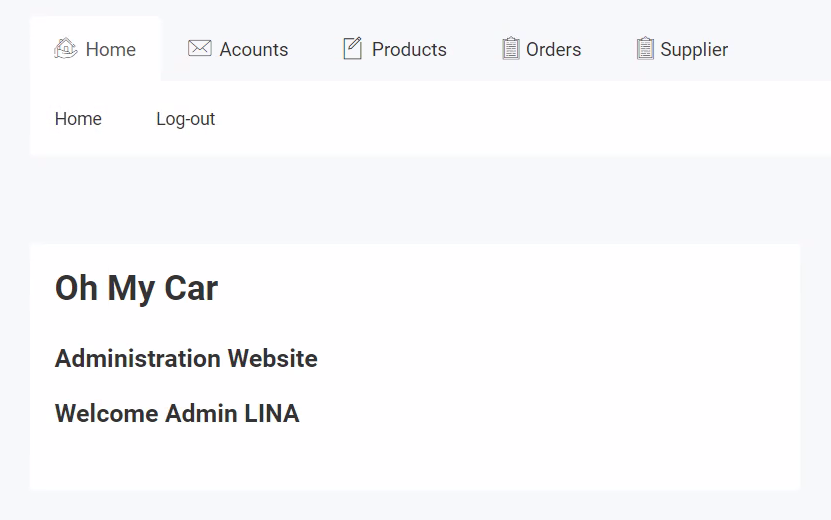 Home Acounts Products Orders Supplier
Home Log-out
Oh My Car
Administration Website
Welcome Admin LINA